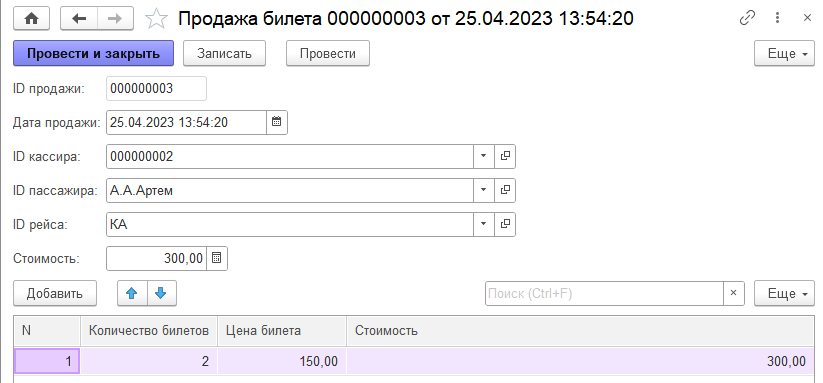 Продажа билета 000000003 от 25.04.2023 13:54:20
Провести и закрыть Записать Провести Еще
ID продажи: 000000003
Дата продажи: 25.04.2023 13:54:20
ID кассира: 000000002
ID пассажира: А.А.Артем
ID рейса: КА
Стоимость: 300,00
Добавить Поиск (Ctrl+F) × Еще
N Количество билетов Цена билета Стоимость
1 2 150,00 300,00